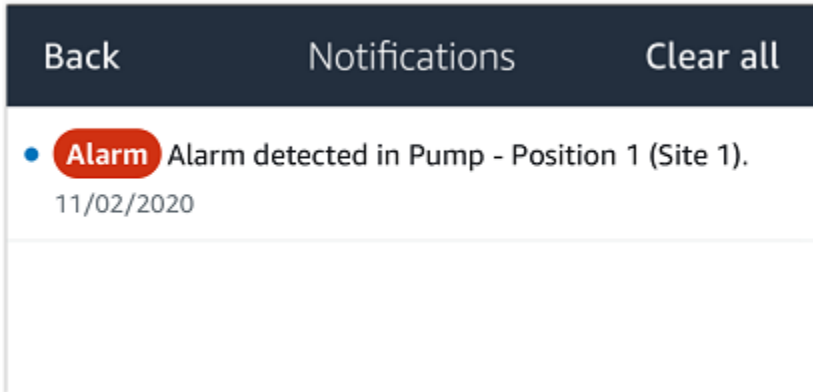 Back Notifications Clear all
Alarm Alarm detected in Pump - Position 1 (Site 1).
11/02/2020